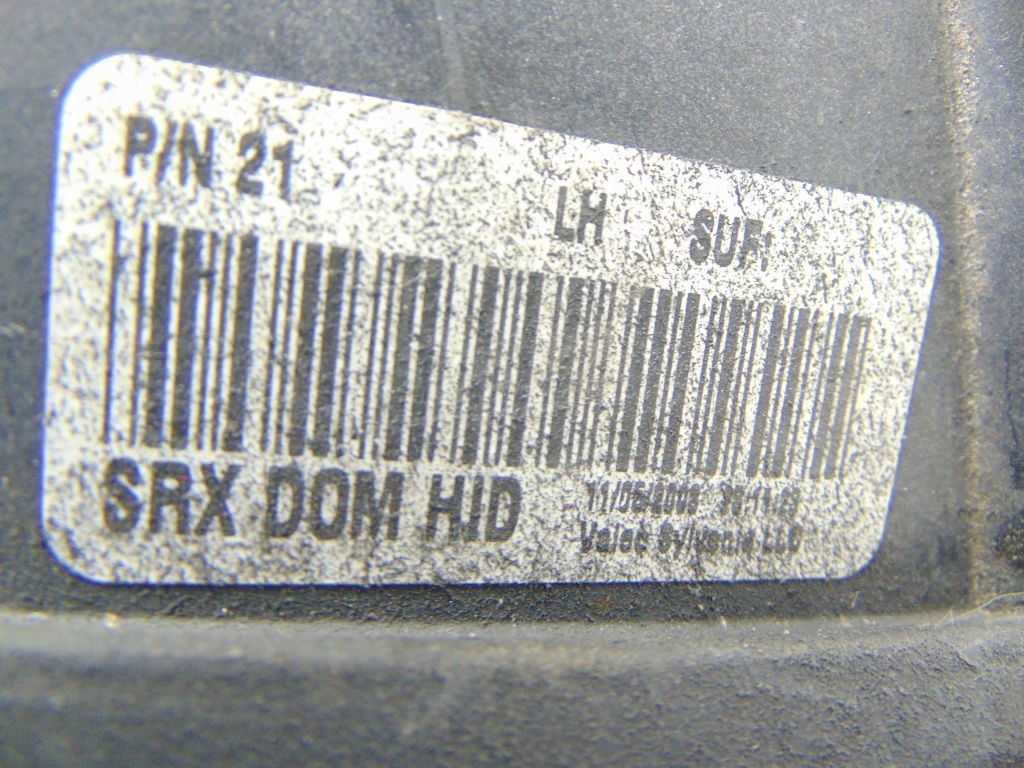 P/N 21 LH SUF:
SRX DOM HID
Valeo Sylvania LLC